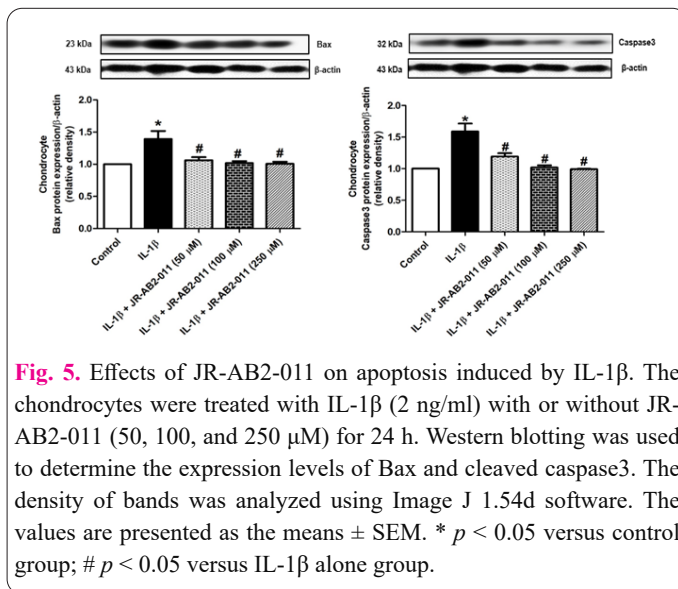 23 kDa
Bax
43 kDa
β-actin
2.0
1.5
1.0
0.5
0.0
Chondrocyte
Bax protein expression/β-actin
(relative density)
*
#
#
#
Control
IL-1β
IL-1β + JR-AB2-011 (50 μM)
IL-1β + JR-AB2-011 (100 μM)
IL-1β + JR-AB2-011 (250 μM)
32 kDa
Caspase3
43 kDa
β-actin
2.0
1.5
1.0
0.5
0.0
Chondrocyte
Caspase3 protein expression/β-actin
(relative density)
*
#
#
#
Control
IL-1β
IL-1β + JR-AB2-011 (50 μM)
IL-1β + JR-AB2-011 (100 μM)
IL-1β + JR-AB2-011 (250 μM)
Fig. 5. Effects of JR-AB2-011 on apoptosis induced by IL-1β. The
chondrocytes were treated with IL-1β (2 ng/ml) with or without JR-
AB2-011 (50, 100, and 250 μM) for 24 h. Western blotting was used
to determine the expression levels of Bax and cleaved caspase3. The
density of bands was analyzed using Image J 1.54d software. The
values are presented as the means ± SEM. * p < 0.05 versus control
group; # p < 0.05 versus IL-1β alone group.